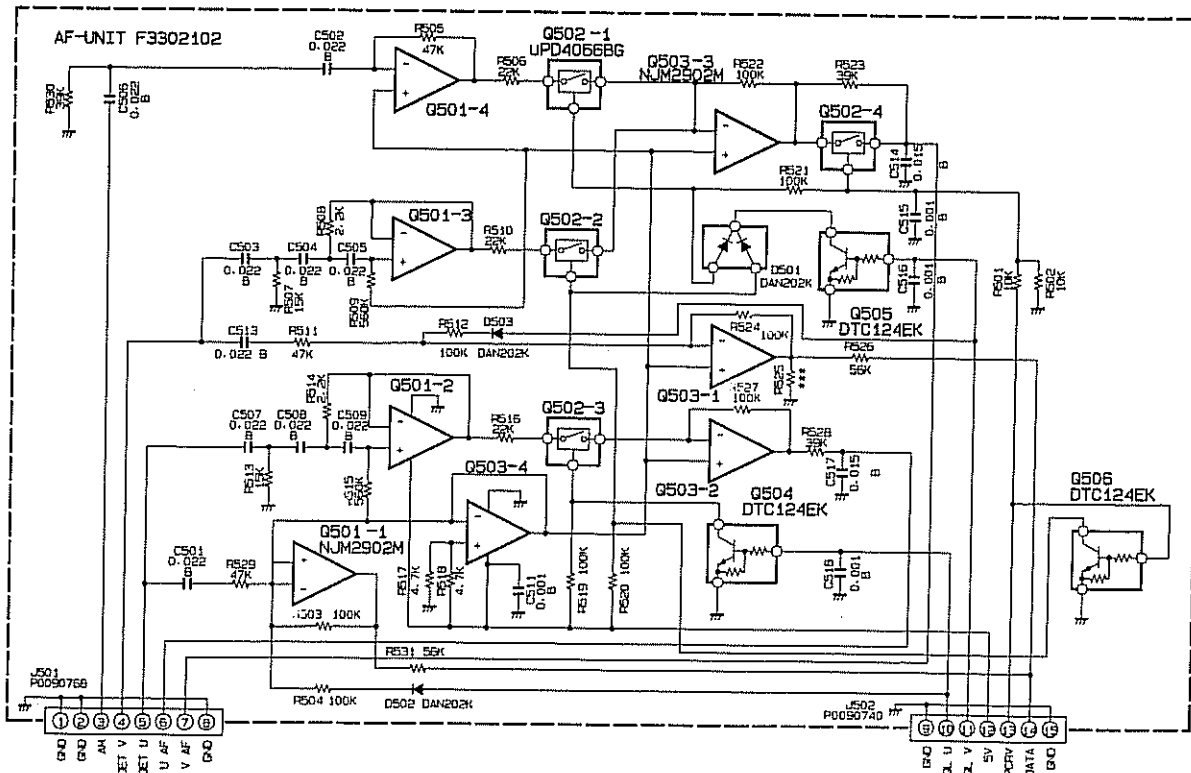 AF-UNIT F3302102
C502
0.022
B
R505
47K
Q502-1
UPD4066BG
R506
22K
Q503-3
NJM2902M
R522
100K
R523
39K
R530
39K
C506
0.022
B
Q501-4
Q502-4
C514
0.015
B
R521
100K
R508
2.2K
Q501-3
R510
22K
Q502-2
C515
0.001
B
C503
0.022
B
C504
0.022
B
C505
0.022
B
R507
15K
R509
560K
D501
DAN202K
C516
0.001
B
R501
10K
R502
10K
Q505
DTC124EK
C513
0.022 B
R511
47K
R512
100K
D503
DAN202K
R524
100K
R526
56K
R525
***
R514
2.2K
Q501-2
R516
22K
Q502-3
Q503-1
R527
100K
C507
0.022
B
C508
0.022
B
C509
0.022
B
R528
39K
C517
0.015
B
R513
15K
R515
560K
Q503-4
Q503-2
Q504
DTC124EK
Q506
DTC124EK
Q501-1
NJM2902M
C501
0.022
B
R529
47K
R517
4.7K
R518
4.7K
C511
0.001
B
R519 100K
R520 100K
0.001
B
R503 100K
R531 56K
R504 100K
D502 DAN202K
J501
P0090768
J502
P0090740
1 2 3 4 5 6 7 8
GND
GND
AM
DET V
DET U
U AF
V AF
GND
9 10 11 12 13 14 15
GND
QL U
QL V
5V
PCRV
DATA
GND